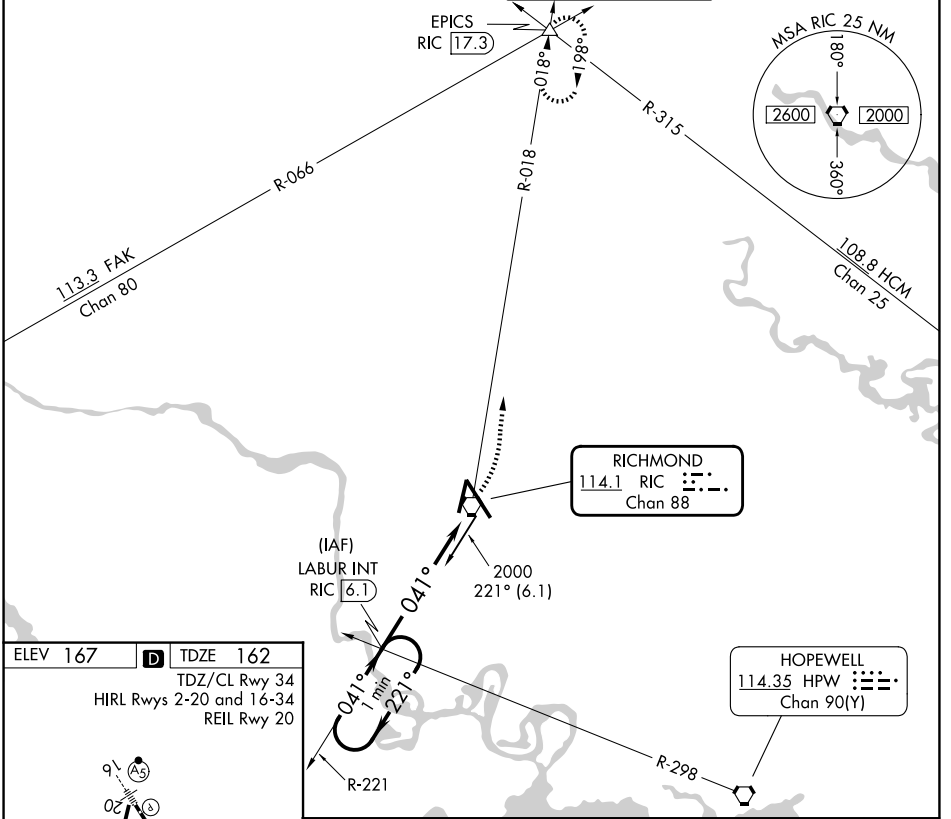 EPICS
RIC 17.3
018°
198°
MSA RIC 25 NM
180°
2600
2000
360°
R-315
R-066
R-018
113.3 FAK
Chan 80
108.8 HCM
Chan 25
RICHMOND
114.1 RIC
Chan 88
(IAF)
LABUR INT
RIC 6.1
041°
2000
221° (6.1)
041°
1 min
221°
R-221
R-298
HOPEWELL
114.35 HPW
Chan 90(Y)
ELEV 167 D TDZE 162
TDZ/CL Rwy 34
HIRL Rwys 2-20 and 16-34
REIL Rwy 20
16
A5
20
P